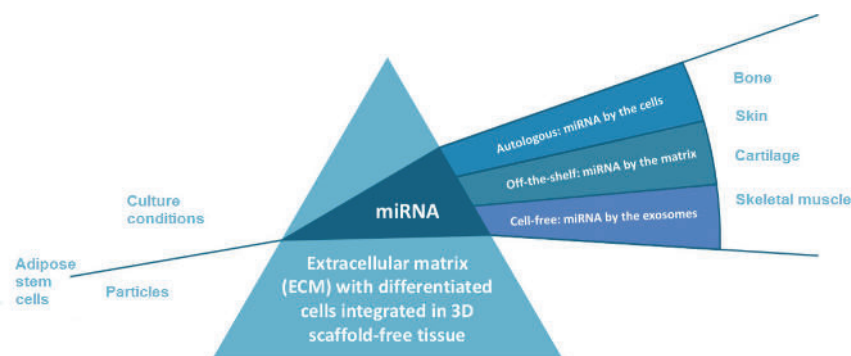 Culture
conditions
Adipose
stem
cells
Particles
miRNA
Extracellular matrix
(ECM) with differentiated
cells integrated in 3D
scaffold-free tissue
Autologous: miRNA by the cells
Off-the-shelf: miRNA by the matrix
Cell-free: miRNA by the exosomes
Bone
Skin
Cartilage
Skeletal muscle